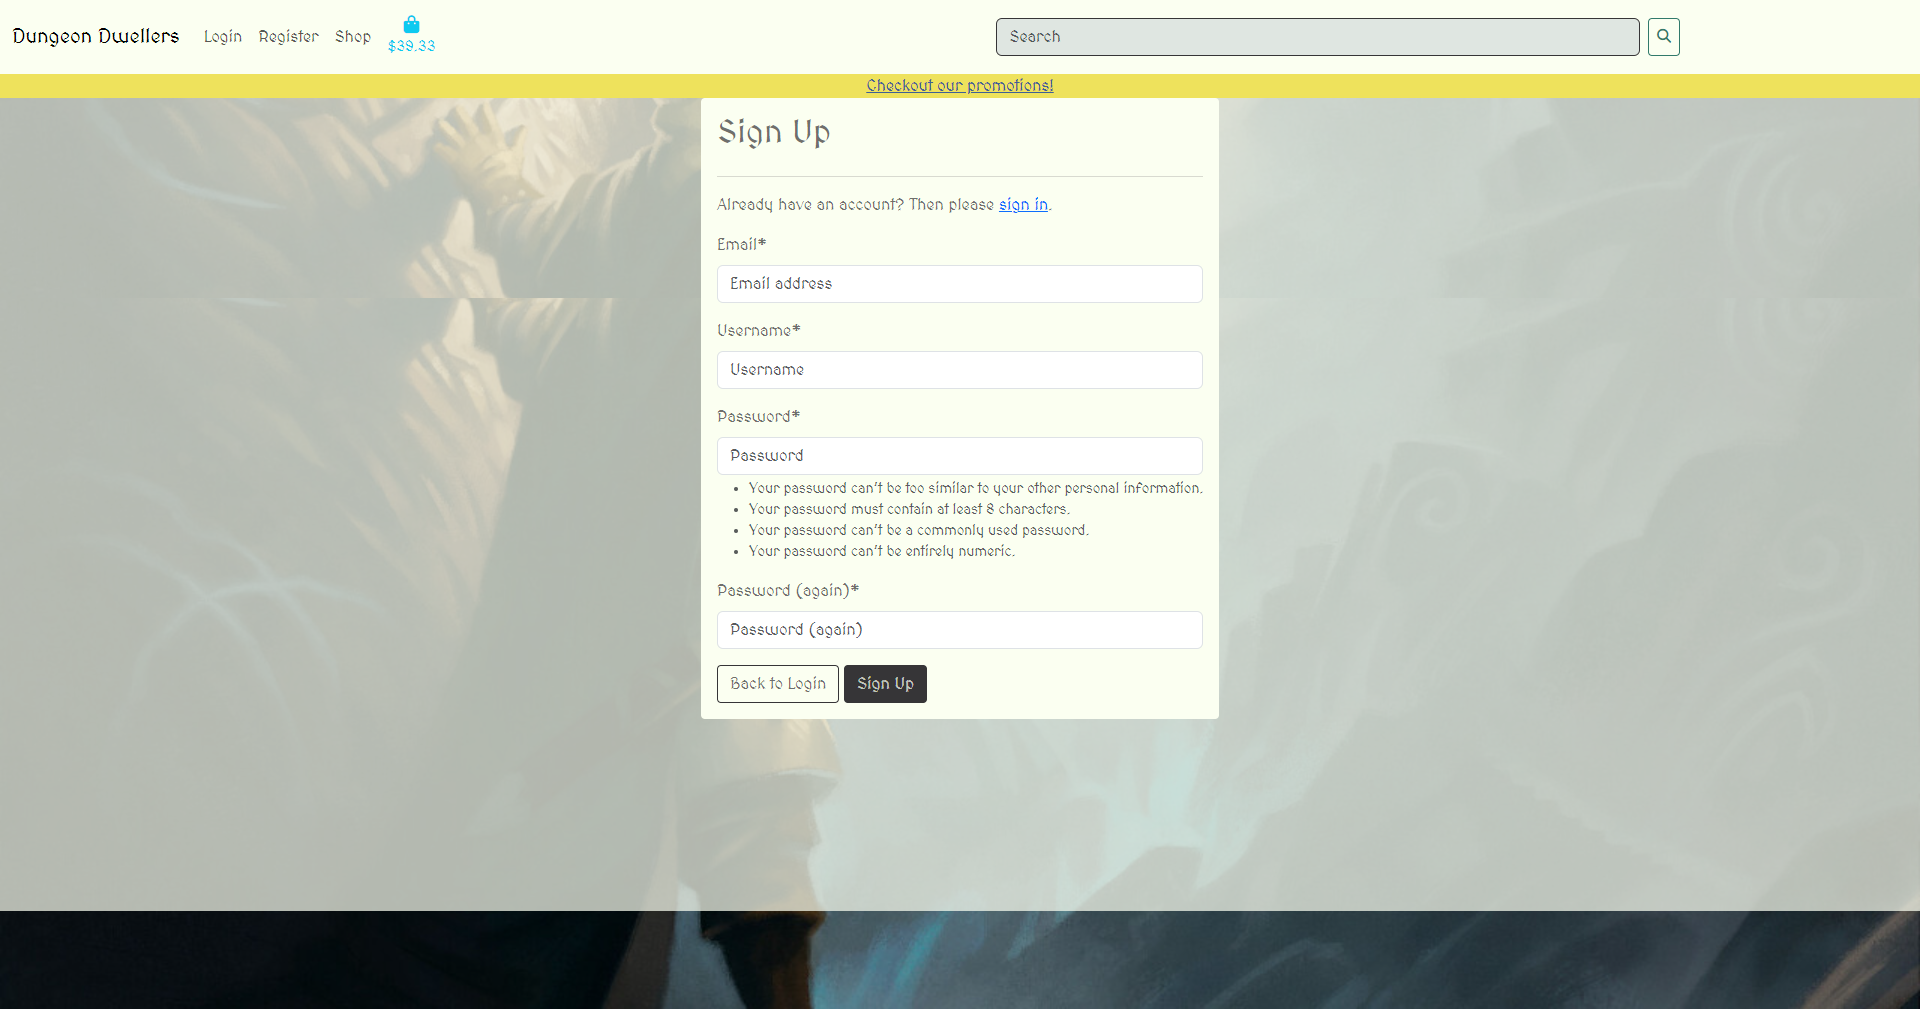 Dungeon Dwellers Login Register Shop $39.33 Search
Checkout our promotions!
Sign Up
Already have an account? Then please sign in.
Email*
Email address
Username*
Username
Password*
Password
Your password can't be too similar to your other personal information.
Your password must contain at least 8 characters.
Your password can't be a commonly used password.
Your password can't be entirely numeric.
Password (again)*
Password (again)
Back to Login Sign Up